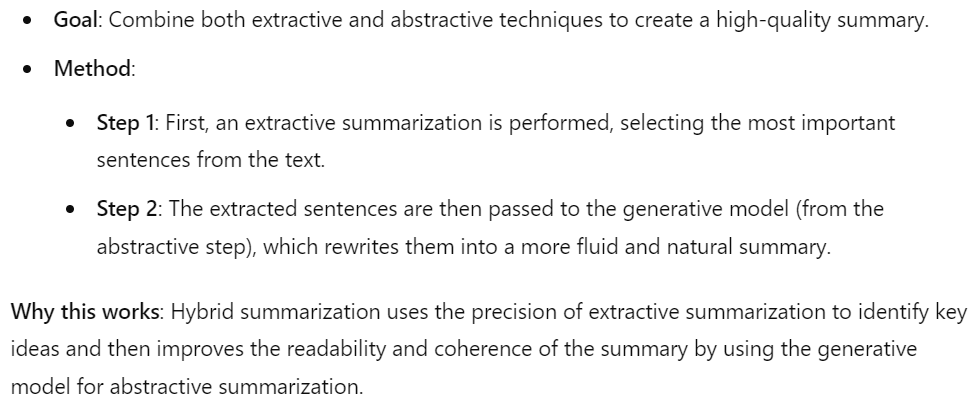 • Goal: Combine both extractive and abstractive techniques to create a high-quality summary.
• Method:
• Step 1: First, an extractive summarization is performed, selecting the most important
sentences from the text.
• Step 2: The extracted sentences are then passed to the generative model (from the
abstractive step), which rewrites them into a more fluid and natural summary.
Why this works: Hybrid summarization uses the precision of extractive summarization to identify key
ideas and then improves the readability and coherence of the summary by using the generative
model for abstractive summarization.